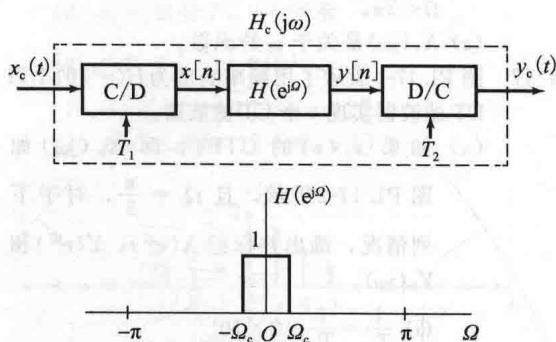 H_c(jω)
x_c(t) C/D x[n] H(e^{jΩ}) y[n] D/C y_c(t)
T_1 T_2
H(e^{jΩ})
1
-π -Ω_c O Ω_c π Ω